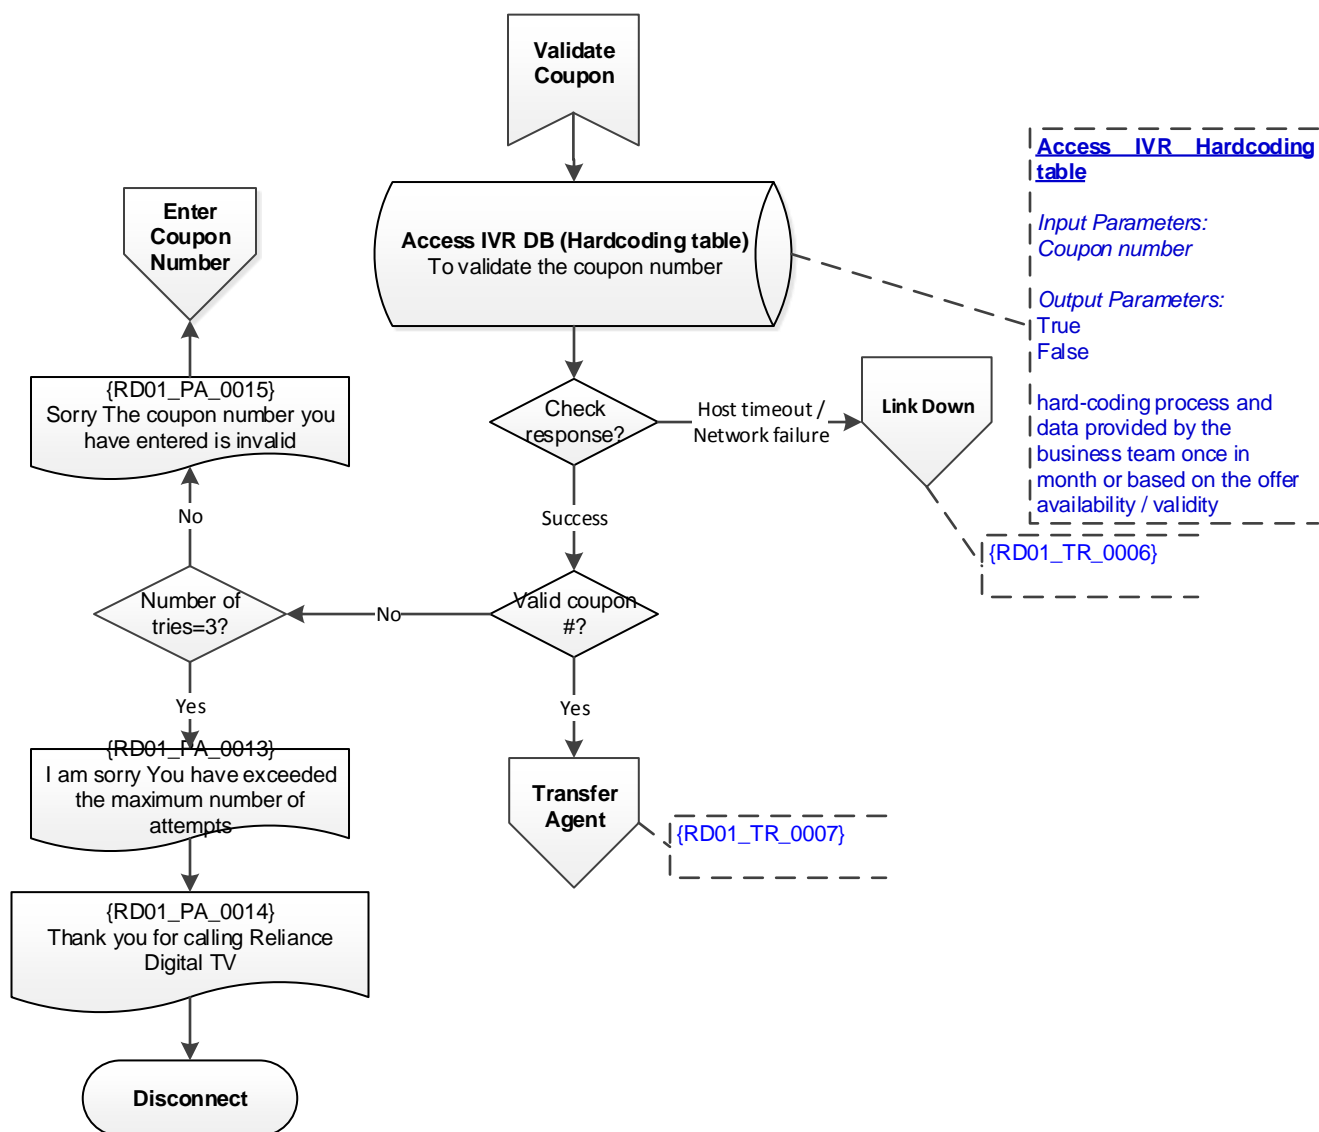 Validate
Coupon
Access IVR Hardcoding
table
Input Parameters:
Coupon number
Output Parameters:
True
False
hard-coding process and
data provided by the
business team once in
month or based on the offer
availability / validity
Enter
Coupon
Number
Access IVR DB (Hardcoding table)
To validate the coupon number
{RD01_PA_0015}
Sorry The coupon number you
have entered is invalid
Check
response?
Host timeout /
Network failure
Link Down
No
Success
{RD01_TR_0006}
Number of
tries=3?
No
Valid coupon
#?
Yes
Yes
{RD01_PA_0013}
I am sorry You have exceeded
the maximum number of
attempts
Transfer
Agent
{RD01_TR_0007}
{RD01_PA_0014}
Thank you for calling Reliance
Digital TV
Disconnect